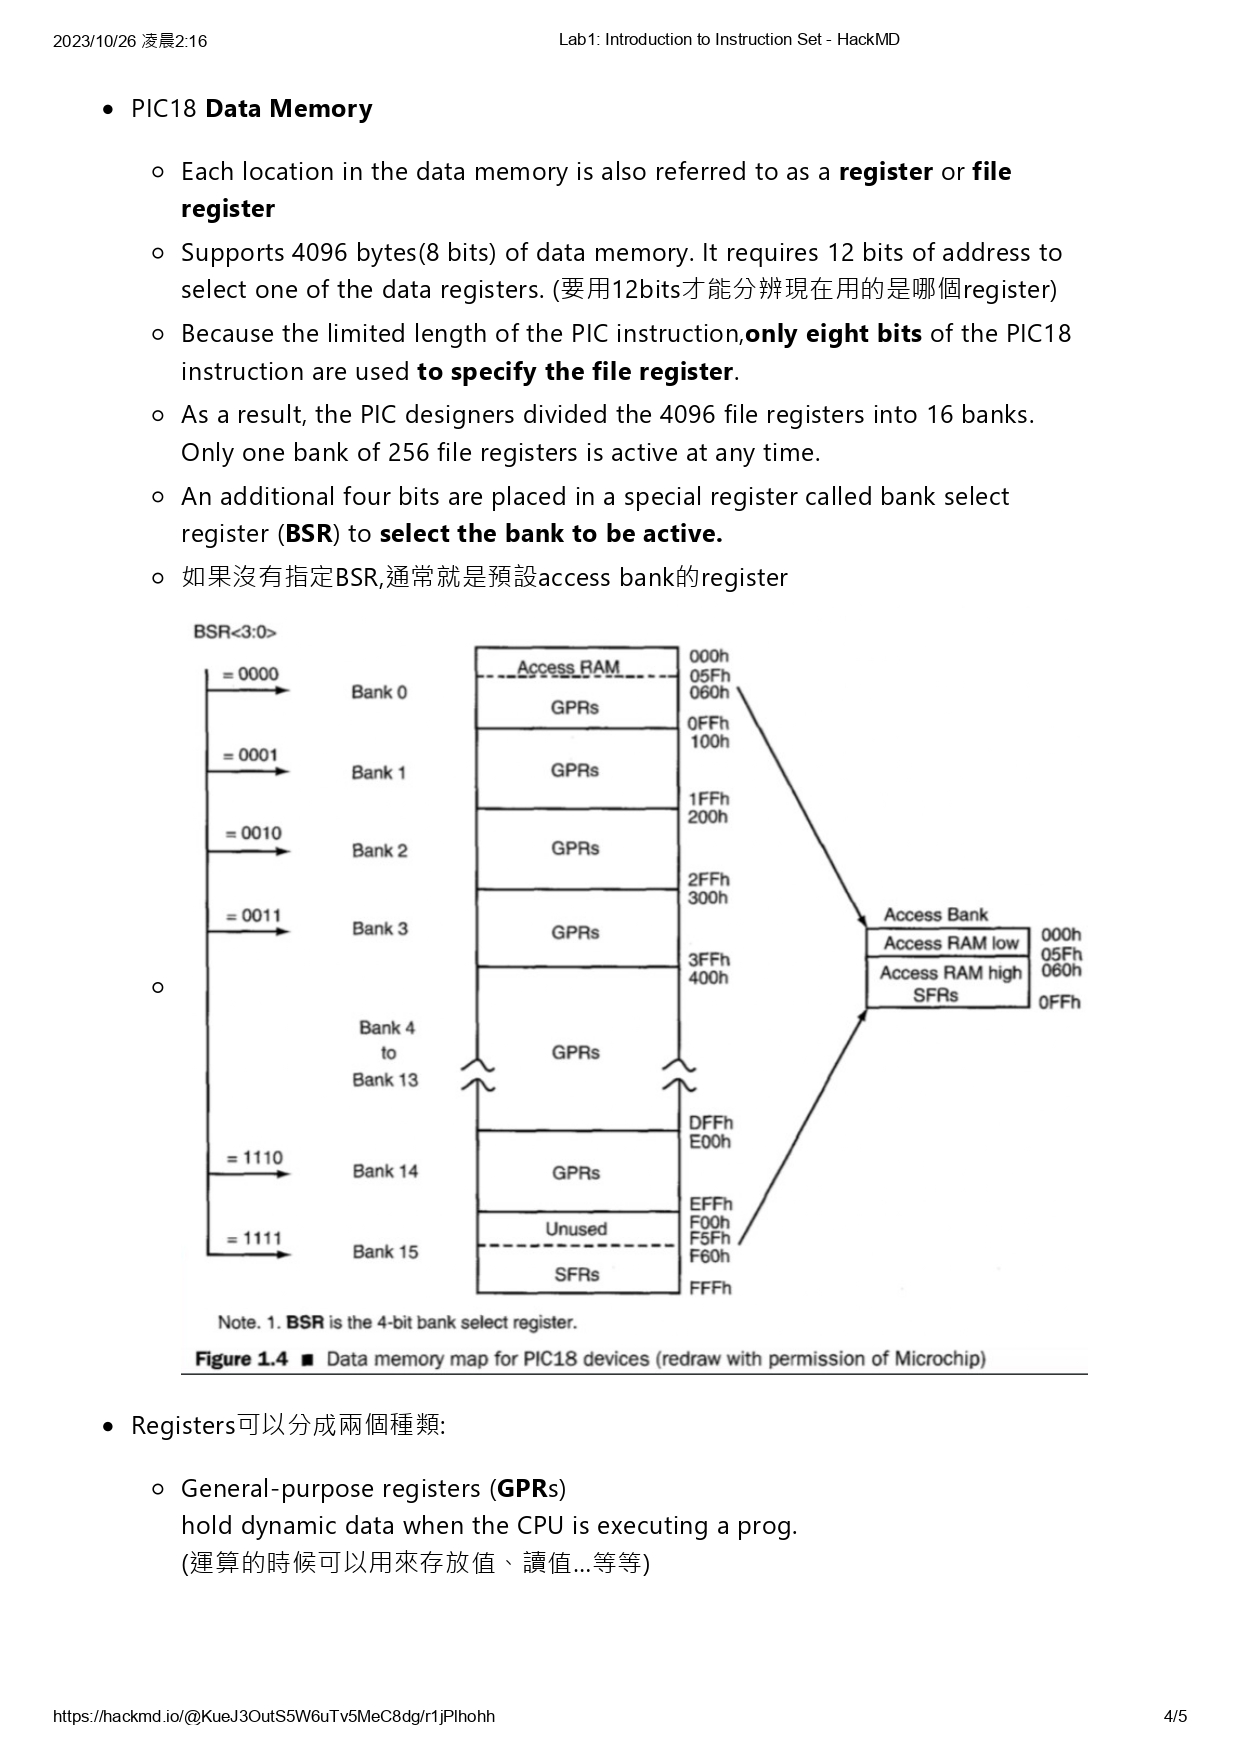 2023/10/26 凌晨2:16
Lab1: Introduction to Instruction Set - HackMD
PIC18 Data Memory
Each location in the data memory is also referred to as a register or file
register
Supports 4096 bytes(8 bits) of data memory. It requires 12 bits of address to
select one of the data registers. (要用12bits才能分辨現在用的是哪個register)
Because the limited length of the PIC instruction,only eight bits of the PIC18
instruction are used to specify the file register.
As a result, the PIC designers divided the 4096 file registers into 16 banks.
Only one bank of 256 file registers is active at any time.
An additional four bits are placed in a special register called bank select
register (BSR) to select the bank to be active.
如果沒有指定BSR,通常就是預設access bank的register
BSR<3:0>
= 0000
Bank 0
Access RAM
GPRs
000h
05Fh
060h
0FFh
= 0001
Bank 1
GPRs
100h
1FFh
= 0010
Bank 2
GPRs
200h
2FFh
= 0011
Bank 3
GPRs
300h
3FFh
400h
Bank 4
to
Bank 13
GPRs
DFFh
= 1110
Bank 14
GPRs
E00h
EFFh
= 1111
Bank 15
Unused
SFRs
F00h
F5Fh
F60h
FFFh
Access Bank
Access RAM low
Access RAM high
SFRs
000h
05Fh
060h
0FFh
Note. 1. BSR is the 4-bit bank select register.
Figure 1.4 ■ Data memory map for PIC18 devices (redraw with permission of Microchip)
Registers可以分成兩個種類:
General-purpose registers (GPRs)
hold dynamic data when the CPU is executing a prog.
(運算的時候可以用來存放值、讀值...等等)
https://hackmd.io/@KueJ3OutS5W6uTv5MeC8dg/r1jPlhohh
4/5